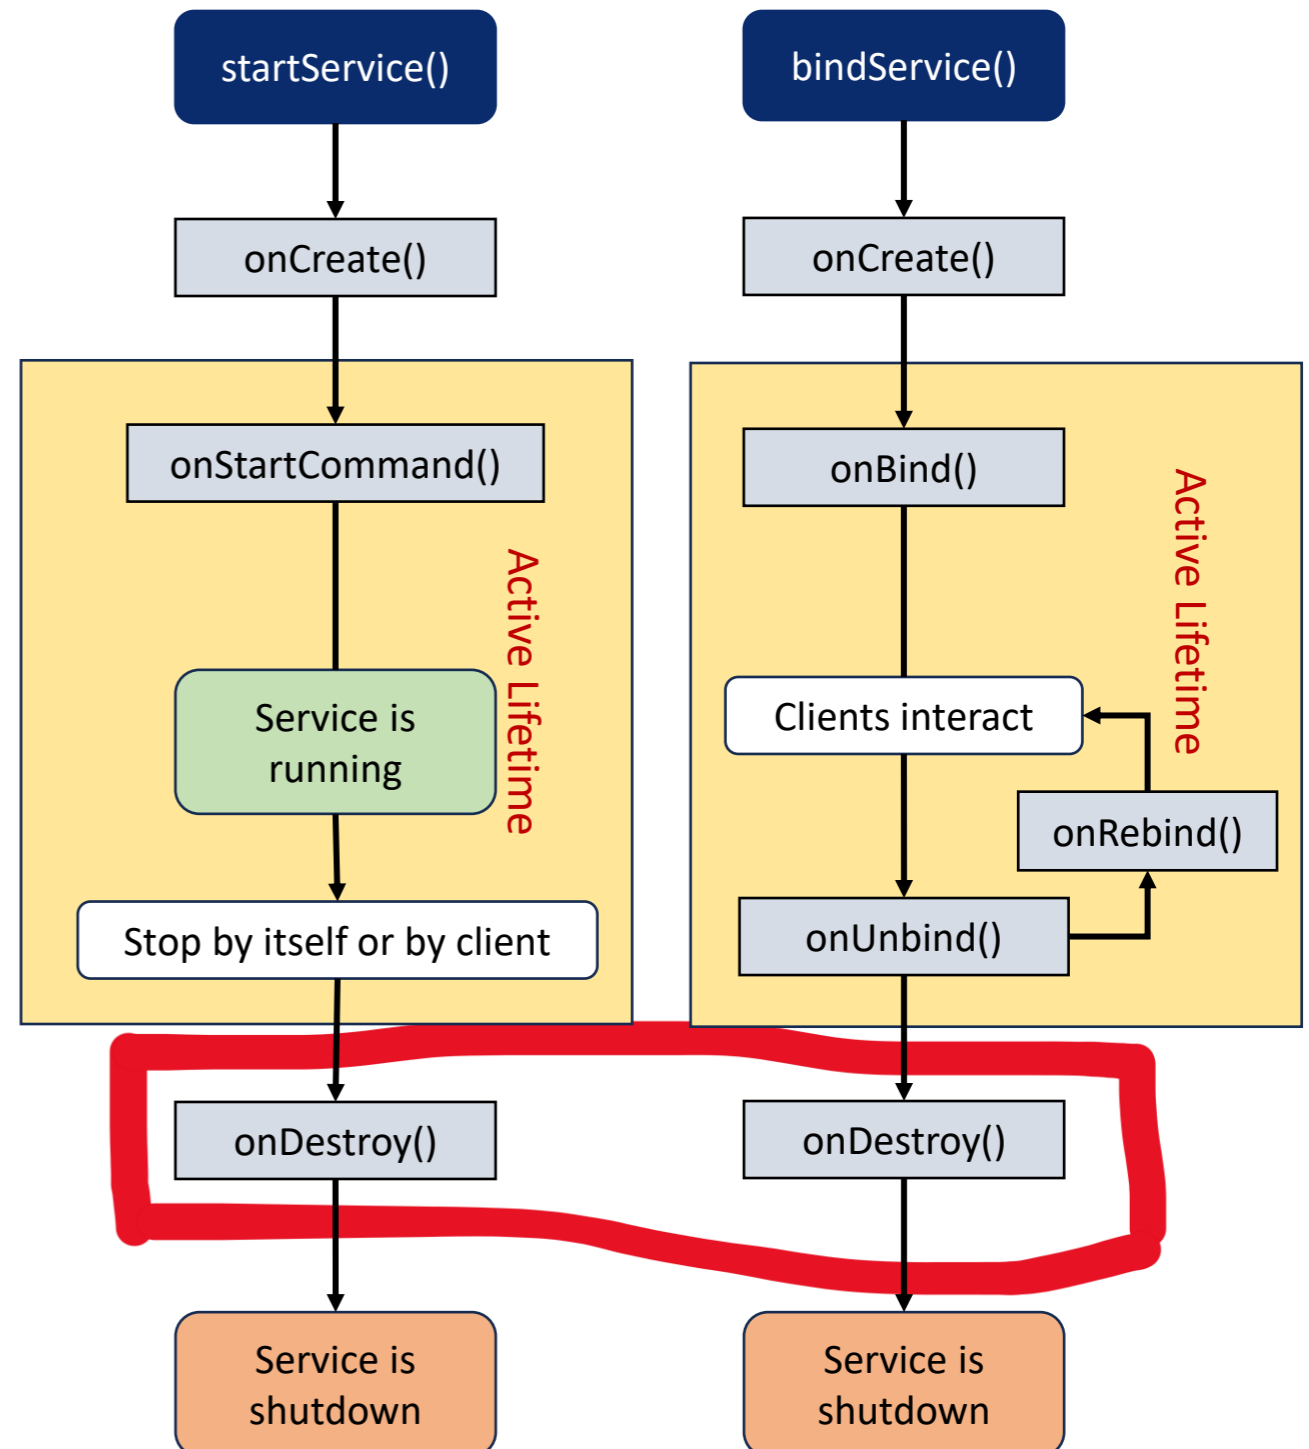 startService()
onCreate()
onStartCommand()
Active Lifetime
Service is
running
Stop by itself or by client
onDestroy()
Service is
shutdown
bindService()
onCreate()
onBind()
Active Lifetime
Clients interact
onRebind()
onUnbind()
onDestroy()
Service is
shutdown